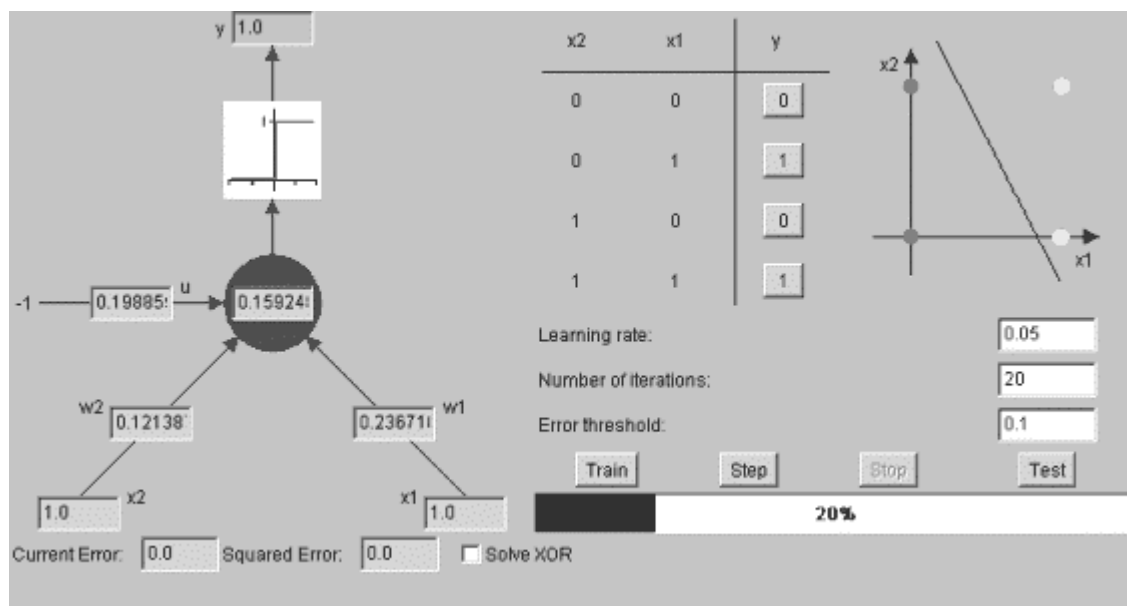 y 1.0
-1 0.19885 u 0.15924
w2 0.12138 0.23671 w1
1.0 x2 x1 1.0
Current Error: 0.0 Squared Error: 0.0 Solve XOR
x2 x1 y
0 0 0
0 1 1
1 0 0
1 1 1
x2
x1
Learning rate: 0.05
Number of iterations: 20
Error threshold: 0.1
Train Step Stop Test
20%